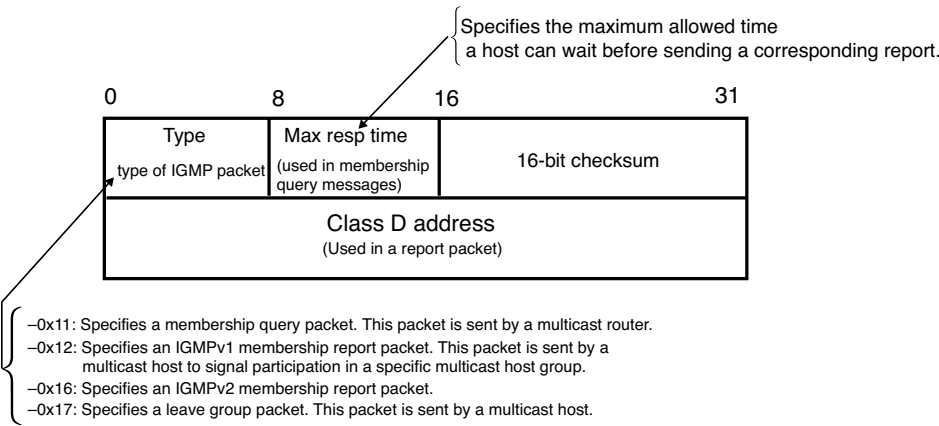 Specifies the maximum allowed time
a host can wait before sending a corresponding report.
0 8 16 31
Type
type of IGMP packet
Max resp time
(used in membership
query messages)
16-bit checksum
Class D address
(Used in a report packet)
–0x11: Specifies a membership query packet. This packet is sent by a multicast router.
–0x12: Specifies an IGMPv1 membership report packet. This packet is sent by a
multicast host to signal participation in a specific multicast host group.
–0x16: Specifies an IGMPv2 membership report packet.
–0x17: Specifies a leave group packet. This packet is sent by a multicast host.